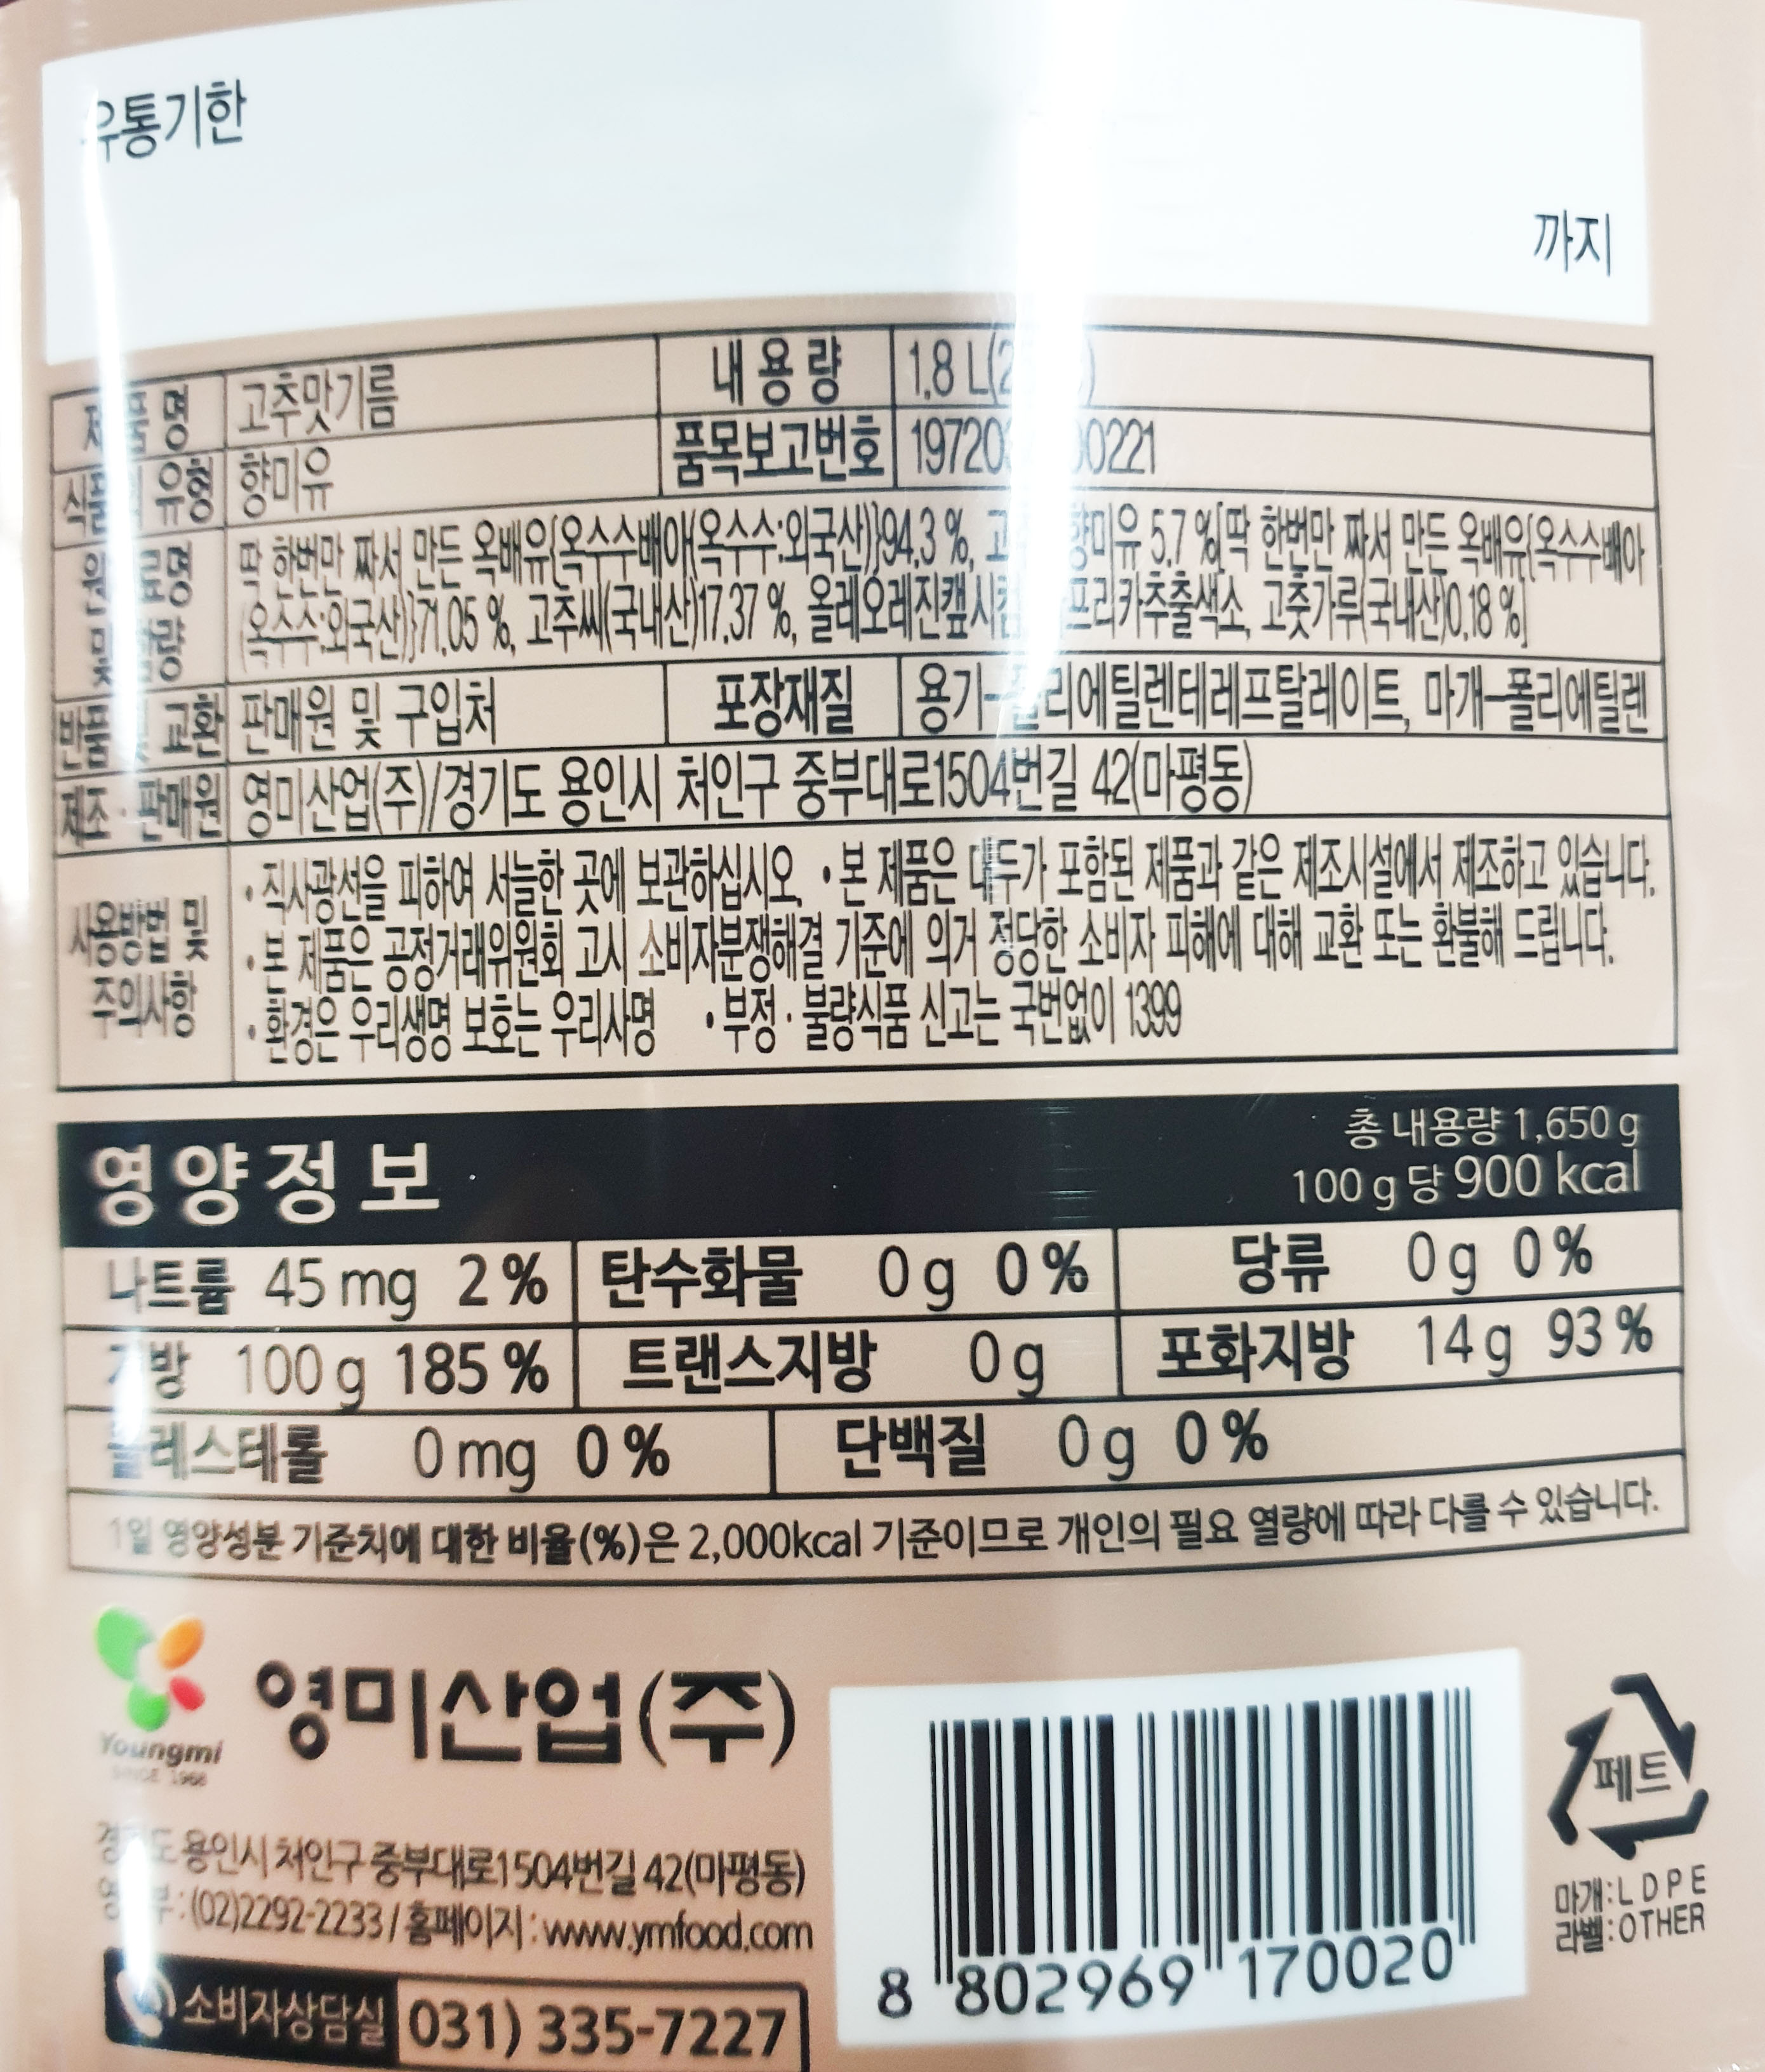 유통기한
까지
제품명 고추맛기름 내용량 1.8 L
식품의 유형 향미유 품목보고번호
원재료명 및 함량 딱 한번만 짜서 만든 옥배유{옥수수배아(옥수수:외국산)}94.3 %, 향미유 5.7 %[딱 한번만 짜서 만든 옥배유{옥수수배아
(옥수수:외국산)}71.05 %, 고추씨(국내산)17.37 %, 올레오레진캡시컴 프리카추출색소, 고춧가루(국내산)0.18 %]
반품 및 교환 판매원 및 구입처 포장재질 용기-폴리에틸렌테레프탈레이트, 마개-폴리에틸렌
제조·판매원 영미산업(주)/경기도 용인시 처인구 중부대로1504번길 42(마평동)
사용방법 및 주의사항
•직사광선을 피하여 서늘한 곳에 보관하십시오. •본 제품은 대두가 포함된 제품과 같은 제조시설에서 제조하고 있습니다.
•본 제품은 공정거래위원회 고시 소비자분쟁해결 기준에 의거 정당한 소비자 피해에 대해 교환 또는 환불해 드립니다.
•환경은 우리생명 보호는 우리사명 •부정·불량식품 신고는 국번없이 1399
영양정보
총 내용량 1,650 g
100 g 당 900 kcal
나트륨 45 mg 2 % 탄수화물 0 g 0 % 당류 0 g 0 %
지방 100 g 185 % 트랜스지방 0 g 포화지방 14 g 93 %
콜레스테롤 0 mg 0 % 단백질 0 g 0 %
1일 영양성분 기준치에 대한 비율(%)은 2,000kcal 기준이므로 개인의 필요 열량에 따라 다를 수 있습니다.
Youngmi
SINCE 1968
영미산업(주)
경기도 용인시 처인구 중부대로1504번길 42(마평동)
영업부:(02)2292-2233/홈페이지:www.ymfood.com
소비자상담실 031) 335-7227
8 802969 170020
페트
마개:LDPE
라벨:OTHER